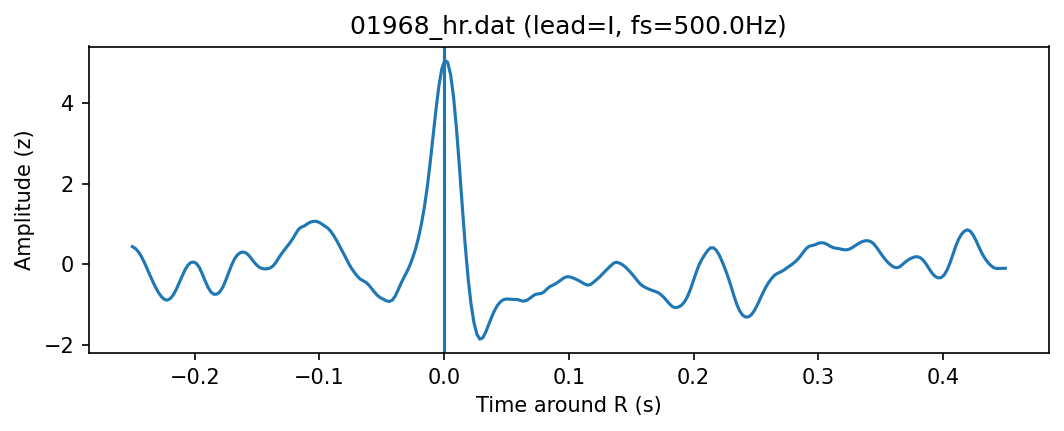 01968_hr.dat (lead=I, fs=500.0Hz)
Amplitude (z)
4
2
0
−2
−0.2 −0.1 0.0 0.1 0.2 0.3 0.4
Time around R (s)